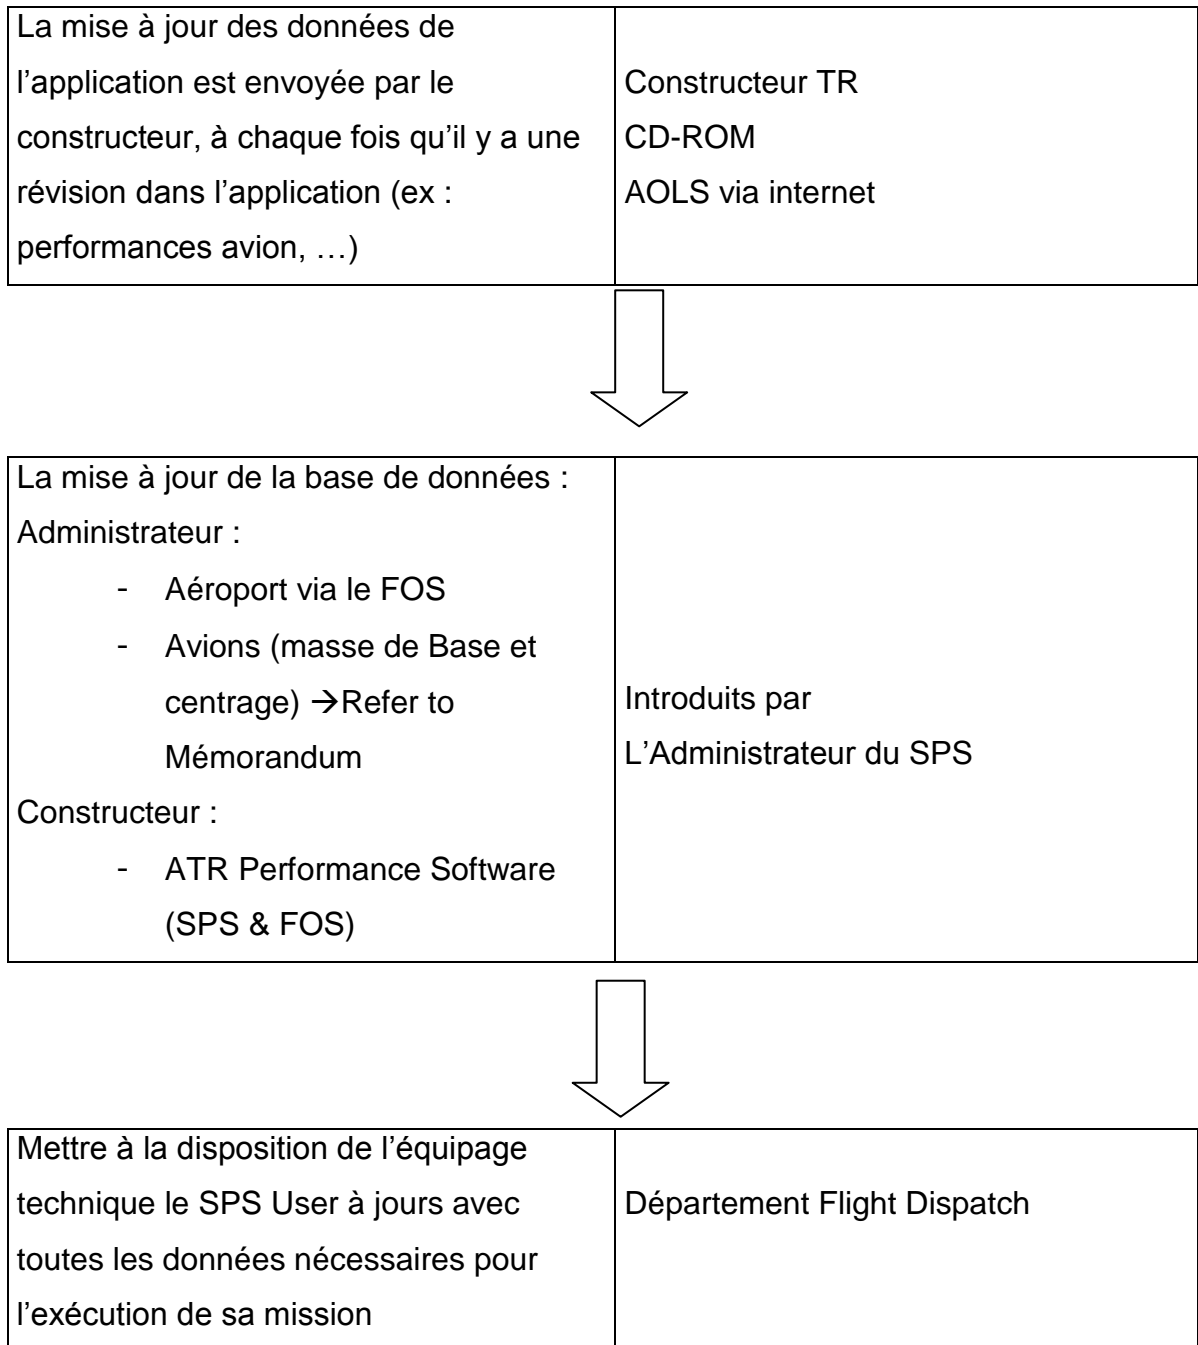 La mise à jour des données de
l’application est envoyée par le
constructeur, à chaque fois qu’il y a une
révision dans l’application (ex :
performances avion, …)
Constructeur TR
CD-ROM
AOLS via internet
La mise à jour de la base de données :
Administrateur :
- Aéroport via le FOS
- Avions (masse de Base et
centrage) →Refer to
Mémorandum
Constructeur :
- ATR Performance Software
(SPS & FOS)
Introduits par
L’Administrateur du SPS
Mettre à la disposition de l’équipage
technique le SPS User à jours avec
toutes les données nécessaires pour
l’exécution de sa mission
Département Flight Dispatch